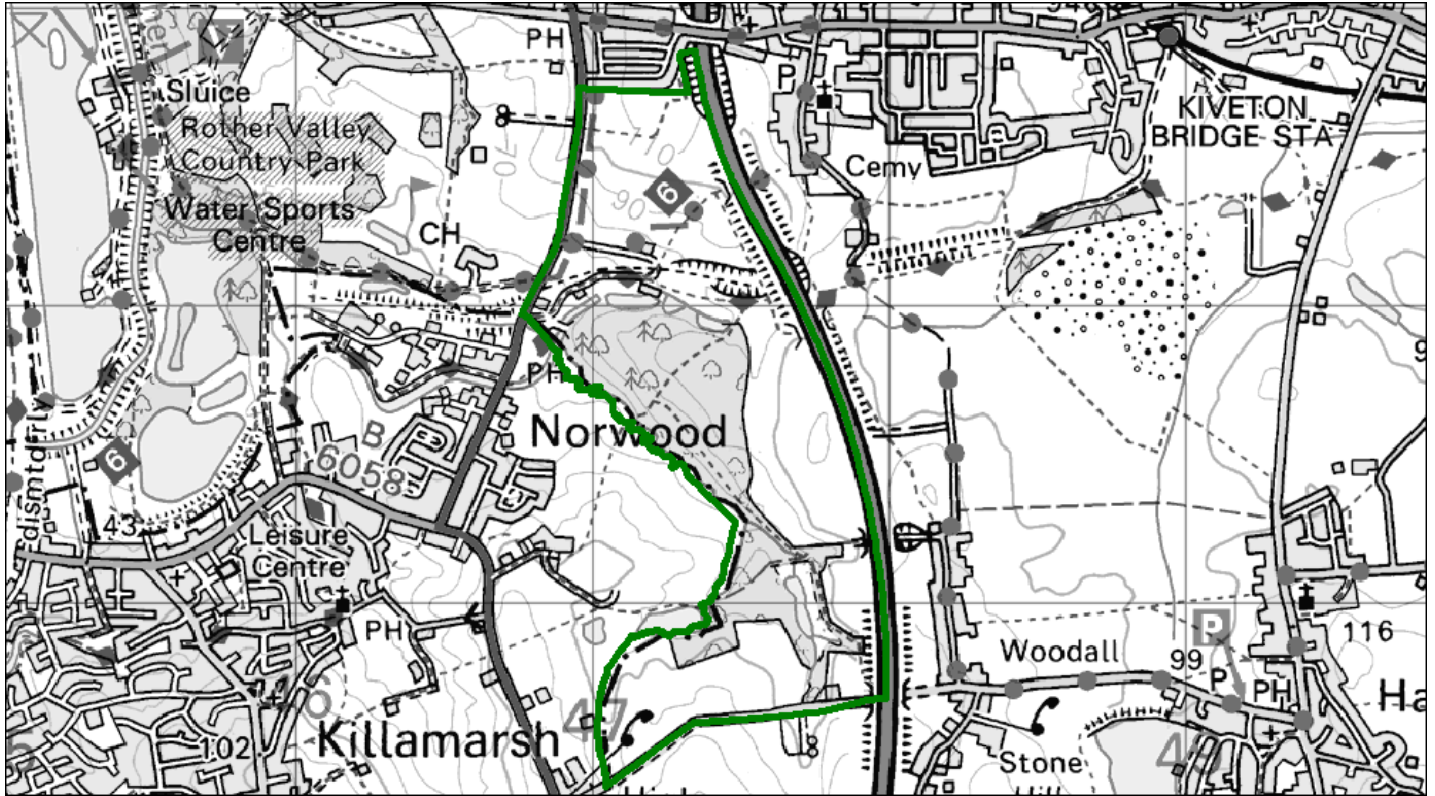 PH
Sluice
P
KIVETON
BRIDGE STA
Rother Valley
Country Park
Cemy
6
Water Sports
Centre
CH
PH
Norwood
B
6058
6
43
Leisure
Centre
PH
116
Woodall
99
P
P
PH
47
Killamarsh
102
Stone